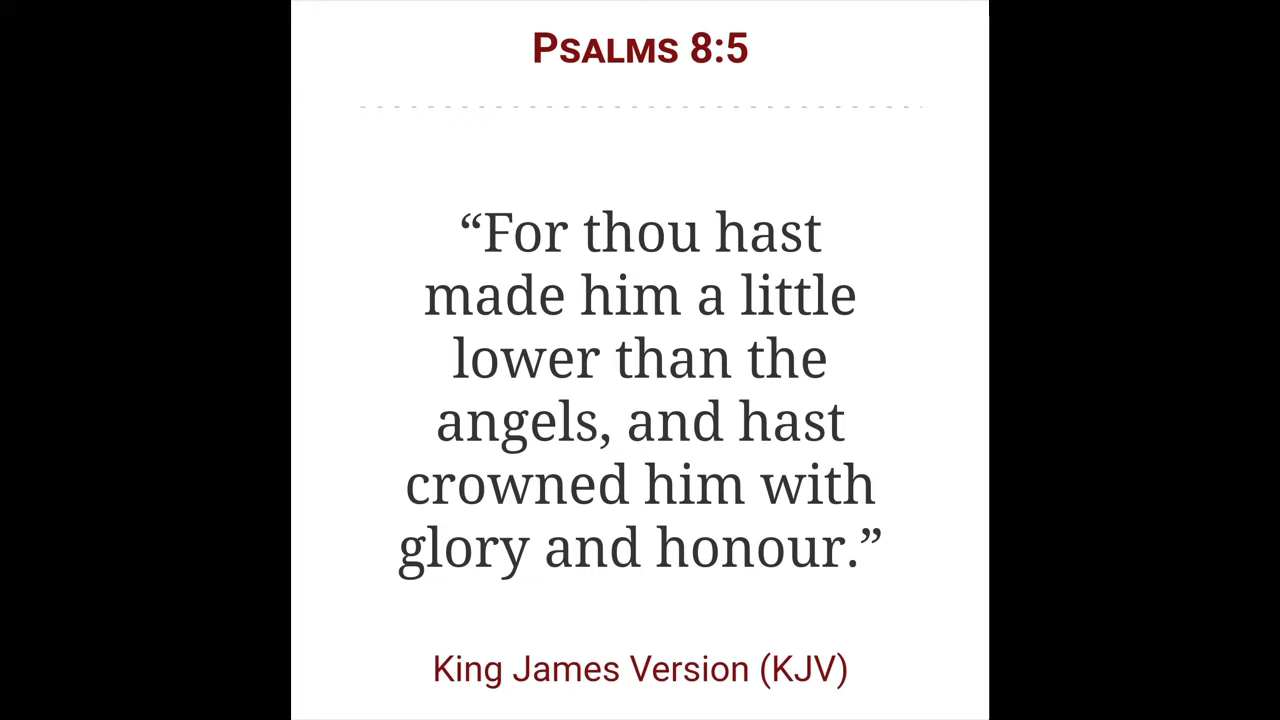 Psalms 8:5
“For thou hast
made him a little
lower than the
angels, and hast
crowned him with
glory and honour.”
King James Version (KJV)